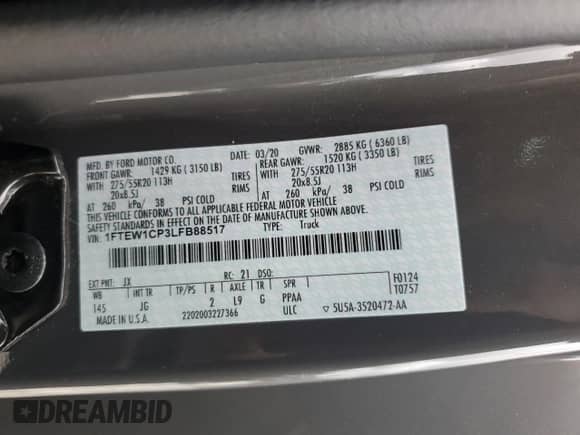 MFD. BY FORD MOTOR CO.
DATE: 03/20 GVWR: 2885 KG ( 6360 LB)
FRONT GAWR: 1429 KG ( 3150 LB) REAR GAWR: 1520 KG ( 3350 LB)
WITH 275/55R20 113H TIRES WITH 275/55R20 113H TIRES
20x8.5J RIMS 20x8.5J RIMS
AT 260 kPa/ 38 PSI COLD AT 260 kPa/ 38 PSI COLD
THIS VEHICLE CONFORMS TO ALL APPLICABLE FEDERAL MOTOR VEHICLE
SAFETY STANDARDS IN EFFECT ON THE DATE OF MANUFACTURE SHOWN ABOVE.
VIN: 1FTEW1CP3LFB88517 TYPE: Truck
EXT PNT: JX RC: 21 DSO:
WB INT TR TP/PS R AXLE TR SPR F0124
145 JG 2 L9 G PPAA T0757
MADE IN U.S.A. 2202003227366 ULC ▽ 5U5A-3520472-AA
DREAMBID